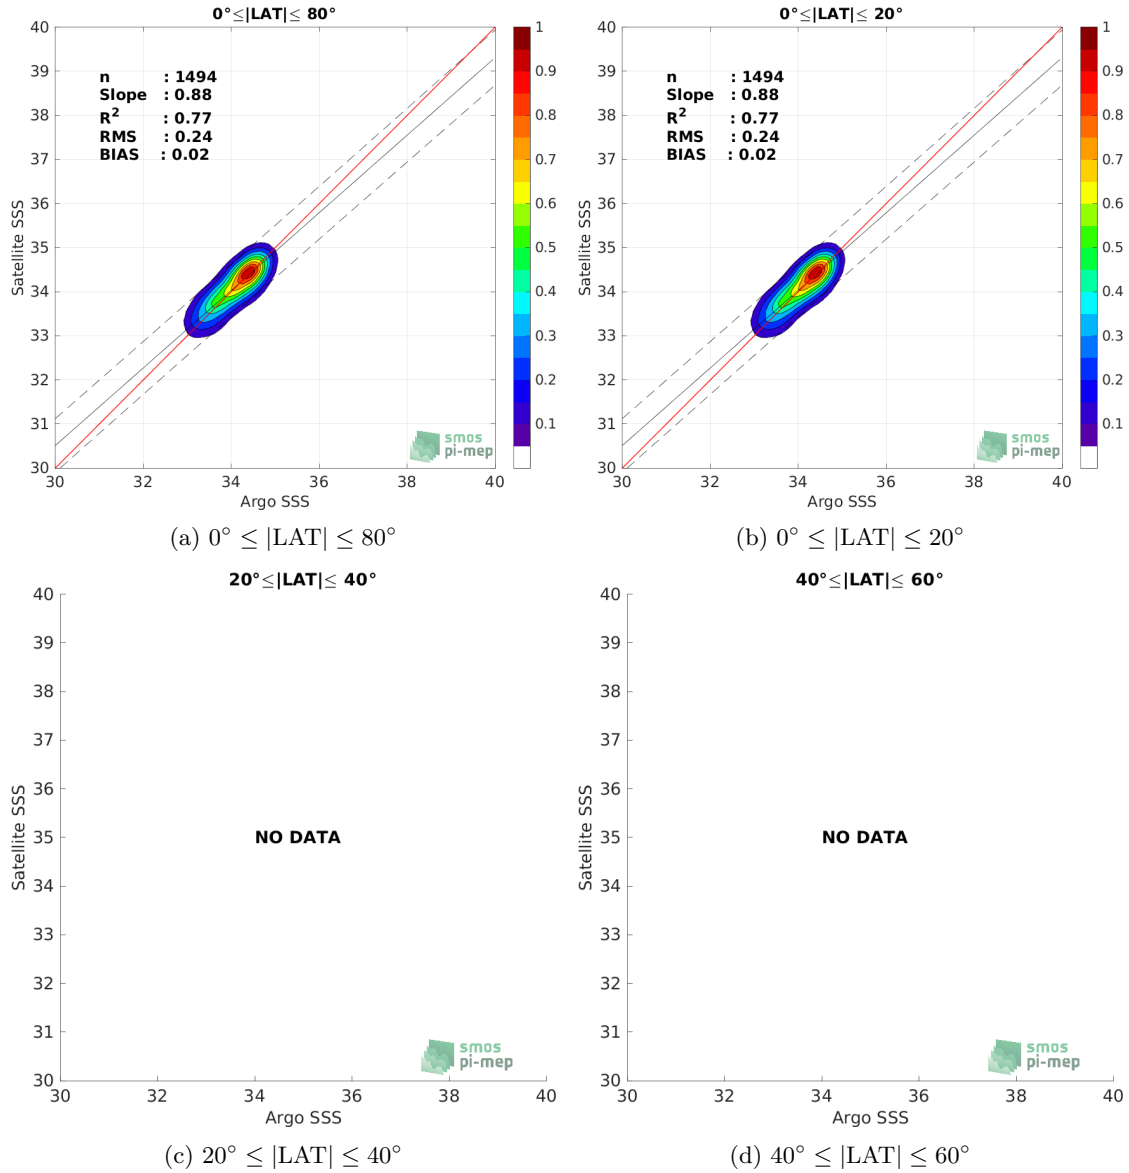 0°≤|LAT|≤ 80°
40
39
38
37
36
35
34
33
32
31
30
Satellite SSS
n : 1494
Slope : 0.88
R² : 0.77
RMS : 0.24
BIAS : 0.02
smos
pi-mep
30 32 34 36 38 40
Argo SSS
1
0.9
0.8
0.7
0.6
0.5
0.4
0.3
0.2
0.1
(a) 0° ≤ |LAT| ≤ 80°
0°≤|LAT|≤ 20°
40
39
38
37
36
35
34
33
32
31
30
Satellite SSS
n : 1494
Slope : 0.88
R² : 0.77
RMS : 0.24
BIAS : 0.02
smos
pi-mep
30 32 34 36 38 40
Argo SSS
1
0.9
0.8
0.7
0.6
0.5
0.4
0.3
0.2
0.1
(b) 0° ≤ |LAT| ≤ 20°
20°≤|LAT|≤ 40°
40
39
38
37
36
35
34
33
32
31
30
Satellite SSS
NO DATA
smos
pi-mep
30 32 34 36 38 40
Argo SSS
(c) 20° ≤ |LAT| ≤ 40°
40°≤|LAT|≤ 60°
40
39
38
37
36
35
34
33
32
31
30
Satellite SSS
NO DATA
smos
pi-mep
30 32 34 36 38 40
Argo SSS
(d) 40° ≤ |LAT| ≤ 60°